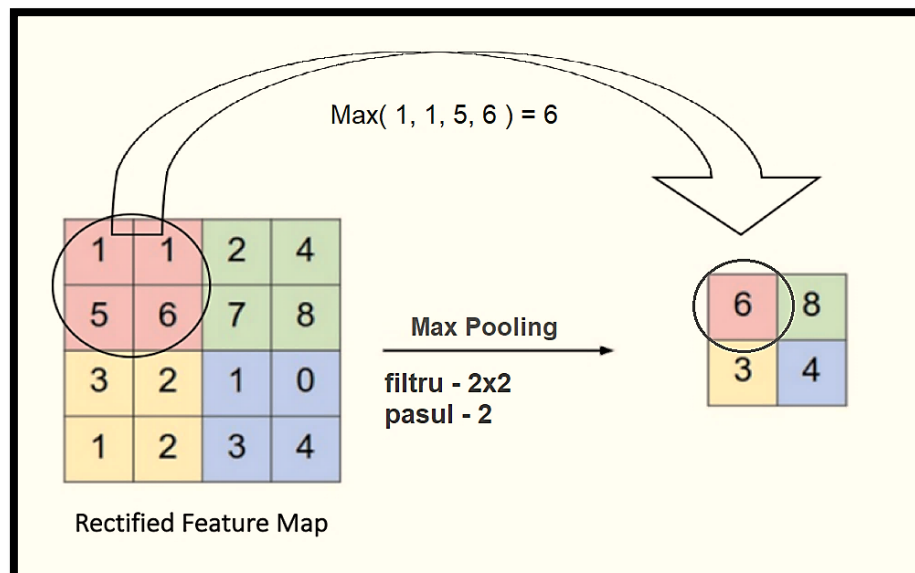 Max( 1, 1, 5, 6 ) = 6
1 1 2 4
5 6 7 8
3 2 1 0
1 2 3 4
Rectified Feature Map
Max Pooling
filtru - 2x2
pasul - 2
6 8
3 4